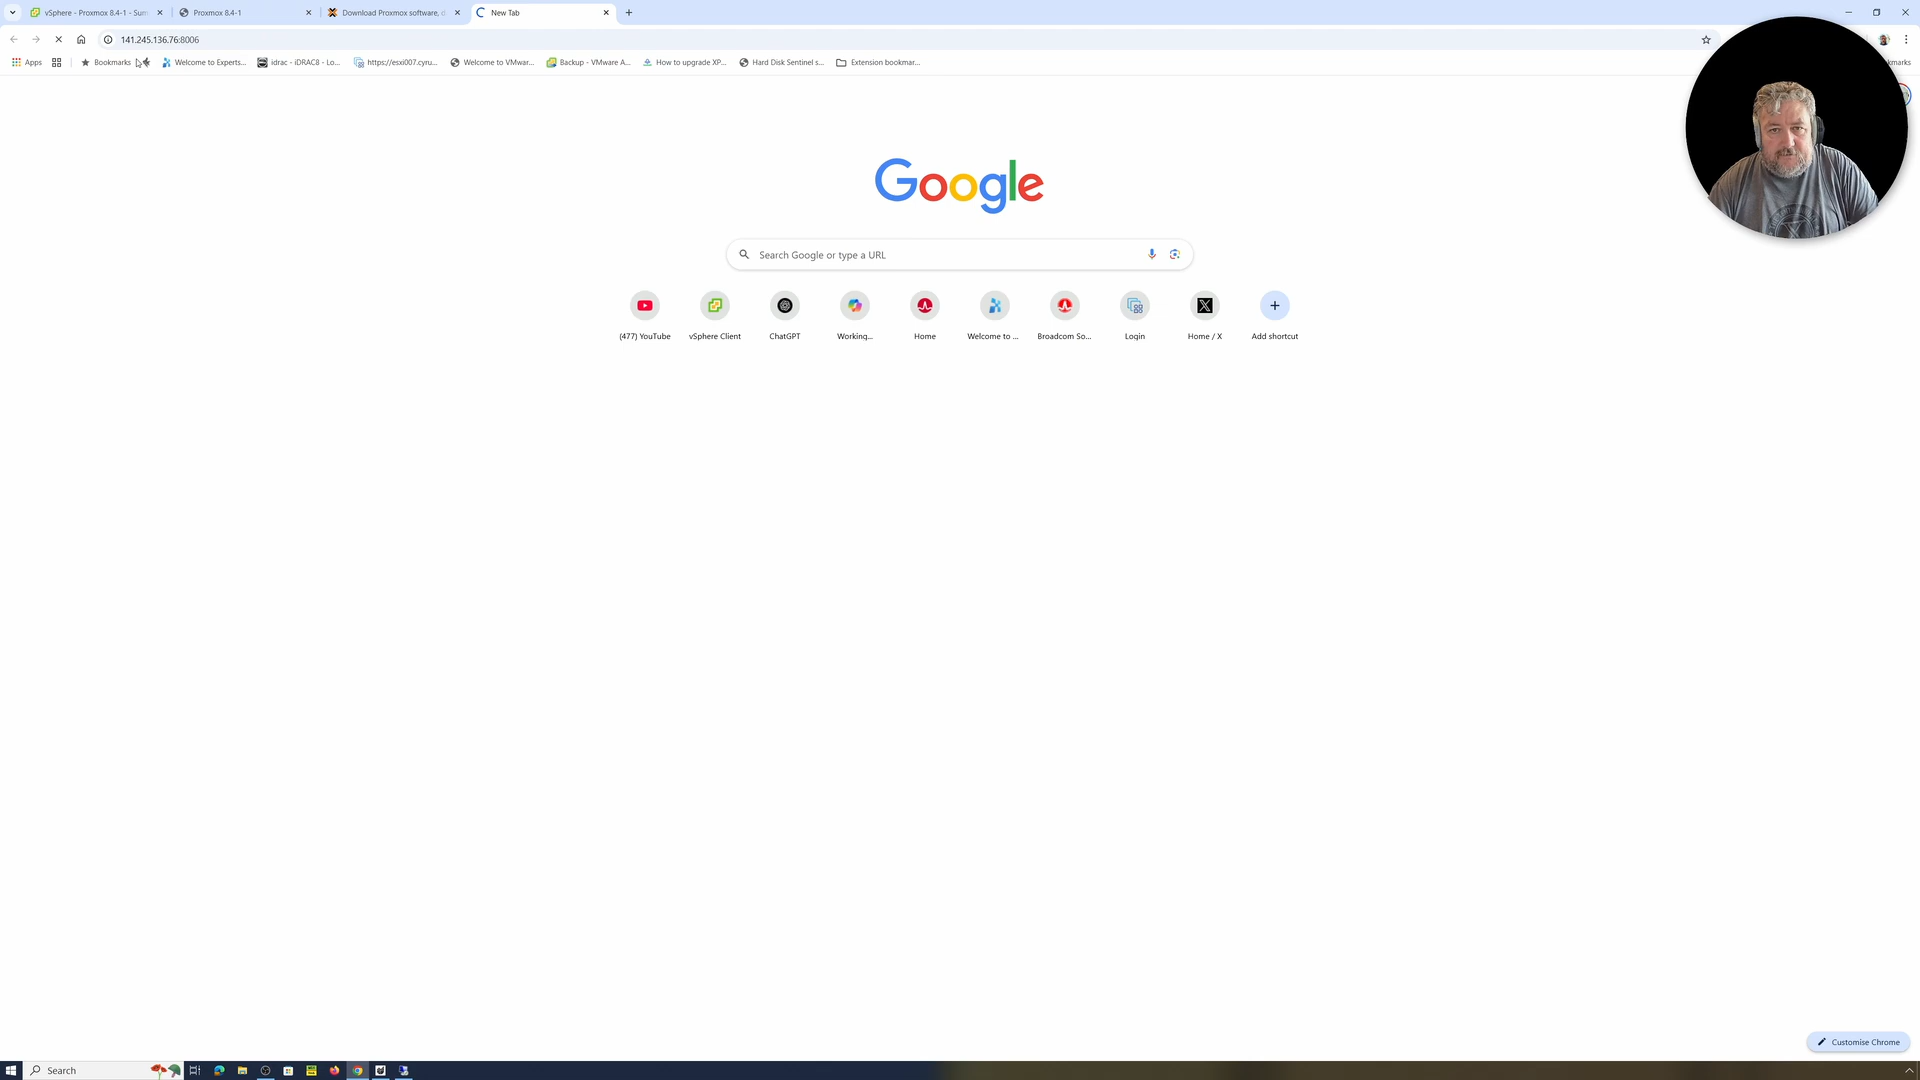 vSphere - Proxmox 8.4-1 - Sum
Proxmox 8.4-1
Download Proxmox software, d
New Tab
141.245.136.76:8006
Apps
Bookmarks
Welcome to Experts...
idrac - iDRAC8 - Lo...
https://esxi007.cyru...
Welcome to VMwar...
Backup - VMware A...
How to upgrade XP...
Hard Disk Sentinel s...
Extension bookmar...
kmarks
Google
Search Google or type a URL
(477) YouTube
vSphere Client
ChatGPT
Working...
Home
Welcome to ...
Broadcom So...
Login
Home / X
Add shortcut
Customise Chrome
Search